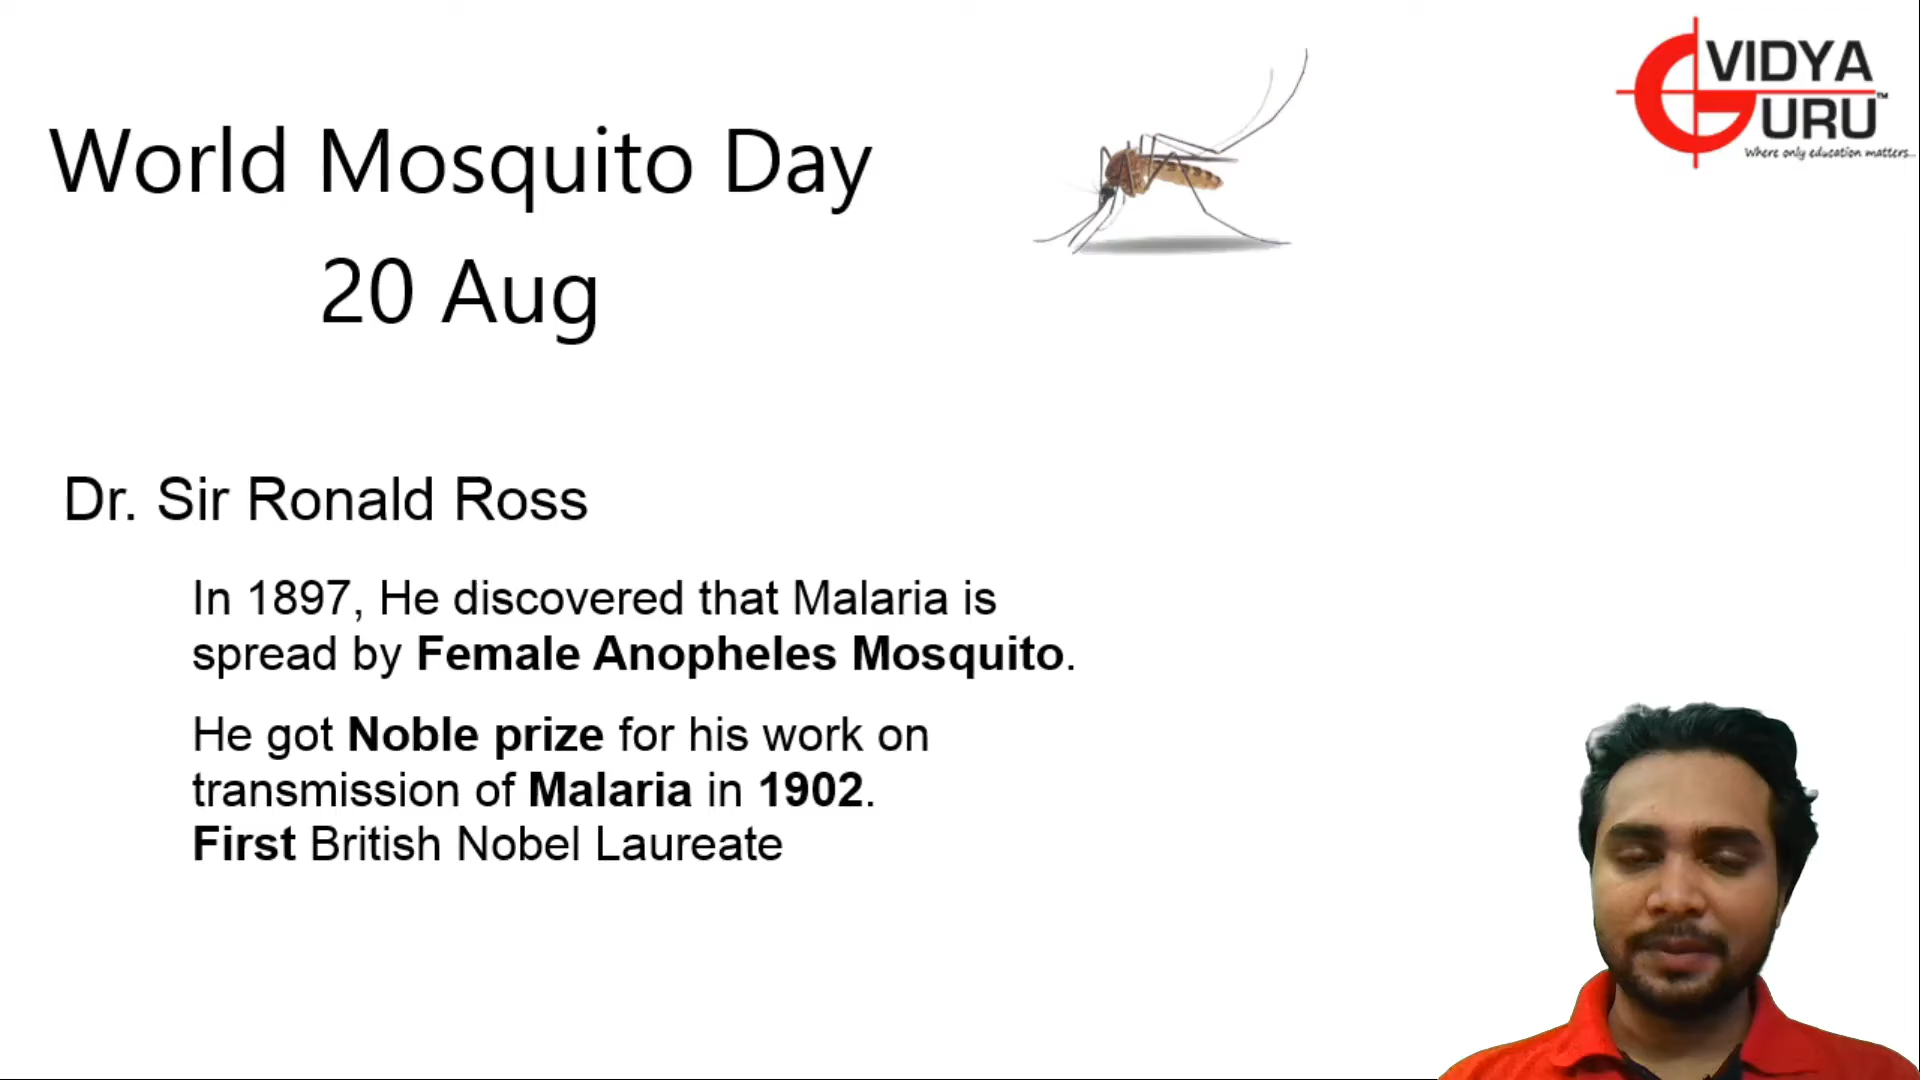 World Mosquito Day
20 Aug
VIDYA
GURU™
Where only education matters...
Dr. Sir Ronald Ross
In 1897, He discovered that Malaria is
spread by Female Anopheles Mosquito.
He got Noble prize for his work on
transmission of Malaria in 1902.
First British Nobel Laureate